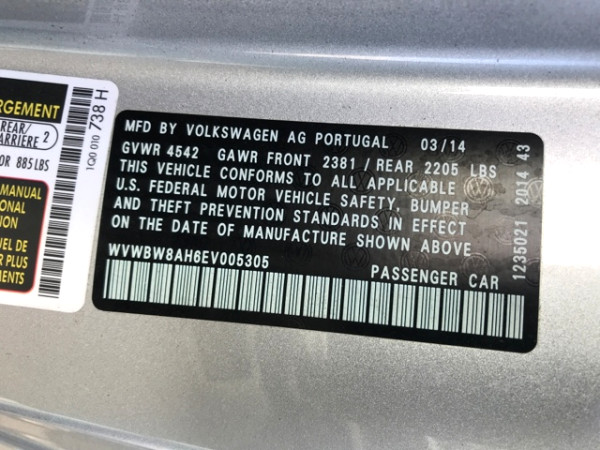 RGEMENT
REAR/
ARRIÈRE 2
OR 885 LBS
MANUAL
ONAL
ION
UEL DE
R PLUS
1Q0 010 738 H
MFD BY VOLKSWAGEN AG PORTUGAL 03/14
GVWR 4542 GAWR FRONT 2381 / REAR 2205 LBS
THIS VEHICLE CONFORMS TO ALL APPLICABLE
U.S. FEDERAL MOTOR VEHICLE SAFETY, BUMPER
AND THEFT PREVENTION STANDARDS IN EFFECT
ON THE DATE OF MANUFACTURE SHOWN ABOVE
WVWBW8AH6EV005305
PASSENGER CAR
1235021 2014 43